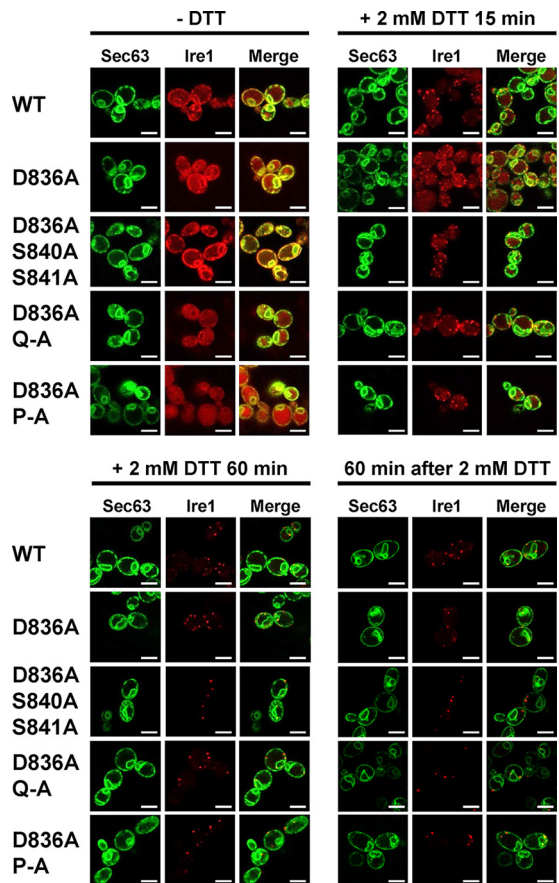 - DTT
+ 2 mM DTT 15 min
Sec63 Ire1 Merge
Sec63 Ire1 Merge
WT
D836A
D836A
S840A
S841A
D836A
Q-A
D836A
P-A
+ 2 mM DTT 60 min
60 min after 2 mM DTT
Sec63 Ire1 Merge
Sec63 Ire1 Merge
WT
D836A
D836A
S840A
S841A
D836A
Q-A
D836A
P-A